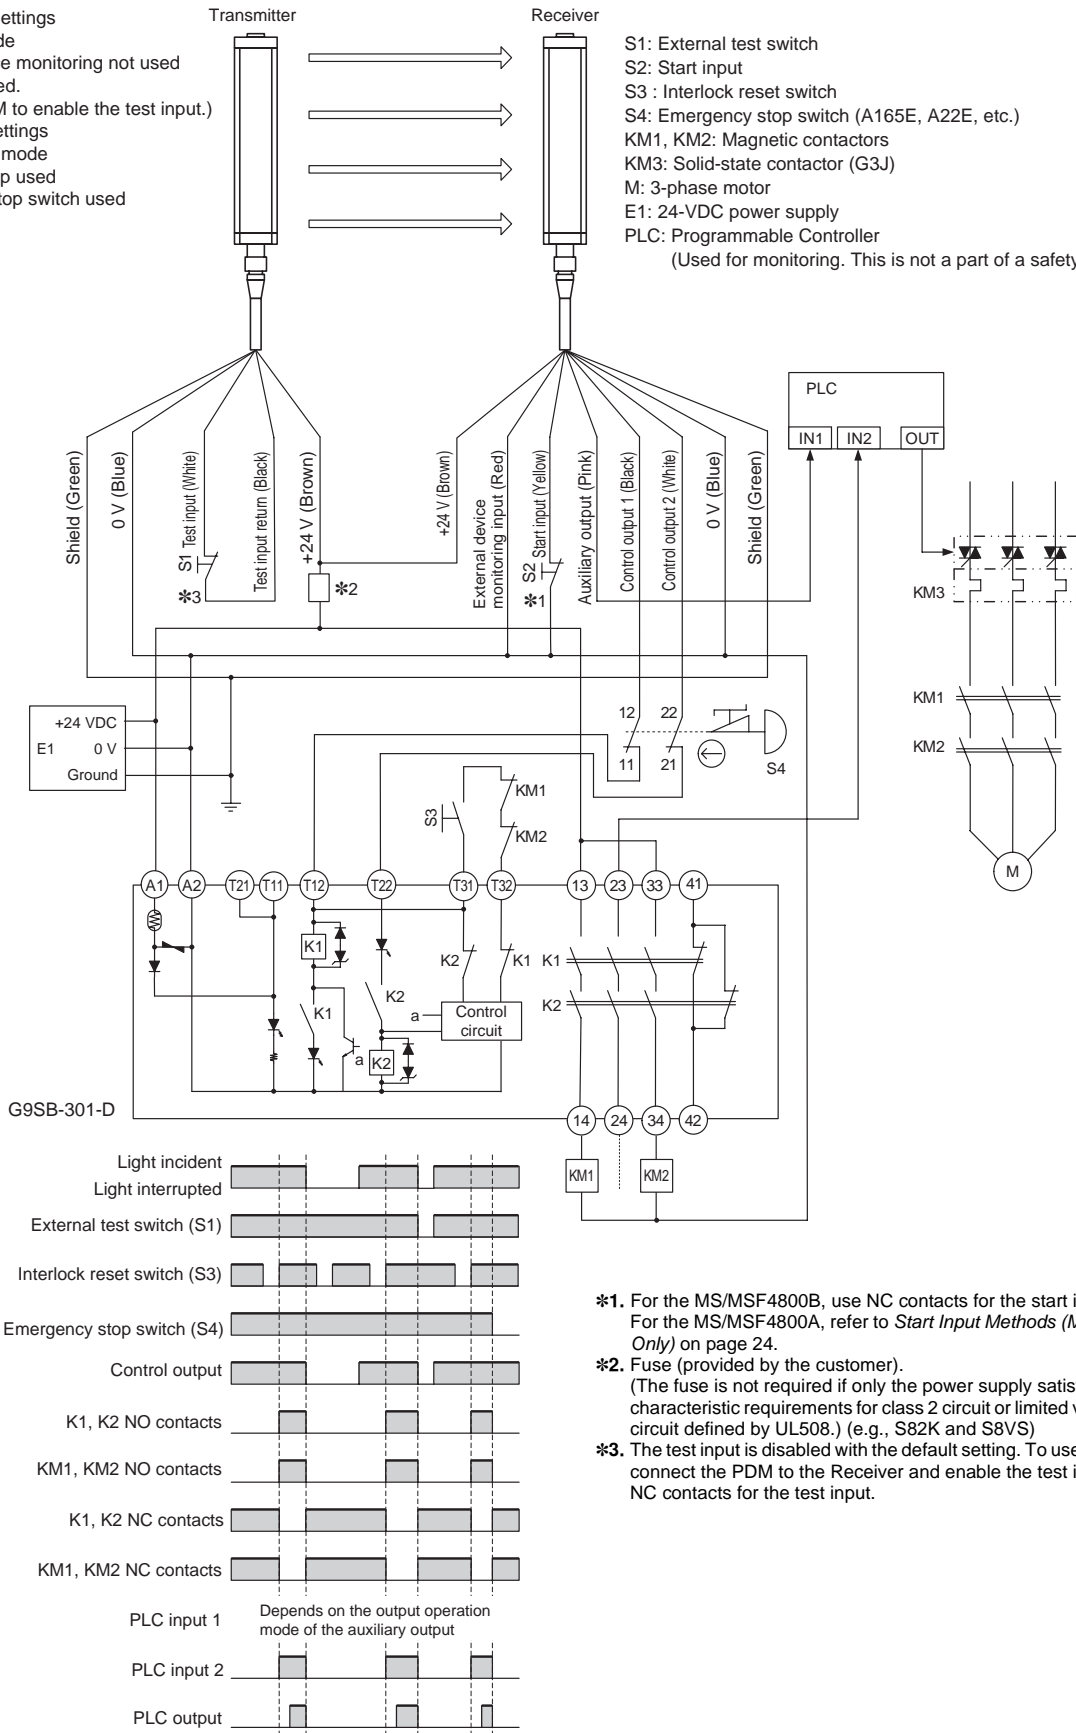 ettings
de
e monitoring not used
ed.
M to enable the test input.)
ettings
mode
p used
top switch used
Transmitter
Receiver
S1: External test switch
S2: Start input
S3 : Interlock reset switch
S4: Emergency stop switch (A165E, A22E, etc.)
KM1, KM2: Magnetic contactors
KM3: Solid-state contactor (G3J)
M: 3-phase motor
E1: 24-VDC power supply
PLC: Programmable Controller
(Used for monitoring. This is not a part of a safety
Shield (Green)
0 V (Blue)
S1 Test input (White)
✽3
Test input return (Black)
+24 V (Brown)
✽2
+24 V (Brown)
External device
monitoring input (Red)
S2 Start input (Yellow)
✽1
Auxiliary output (Pink)
Control output 1 (Black)
Control output 2 (White)
0 V (Blue)
Shield (Green)
PLC
IN1 IN2 OUT
KM3
KM1
KM2
M
+24 VDC
E1 0 V
Ground
12 22
11 21
S4
S3
KM1
KM2
A1 A2 T21 T11 T12 T22 T31 T32 13 23 33 41
K1
K2
K1
K1
K2
K1
K2
a
Control
circuit
a
K2
G9SB-301-D
14 24 34 42
KM1 KM2
Light incident
Light interrupted
External test switch (S1)
Interlock reset switch (S3)
Emergency stop switch (S4)
Control output
K1, K2 NO contacts
KM1, KM2 NO contacts
K1, K2 NC contacts
KM1, KM2 NC contacts
PLC input 1
Depends on the output operation
mode of the auxiliary output
PLC input 2
PLC output
✽1. For the MS/MSF4800B, use NC contacts for the start i
For the MS/MSF4800A, refer to Start Input Methods (M
Only) on page 24.
✽2. Fuse (provided by the customer).
(The fuse is not required if only the power supply satis
characteristic requirements for class 2 circuit or limited v
circuit defined by UL508.) (e.g., S82K and S8VS)
✽3. The test input is disabled with the default setting. To use
connect the PDM to the Receiver and enable the test i
NC contacts for the test input.